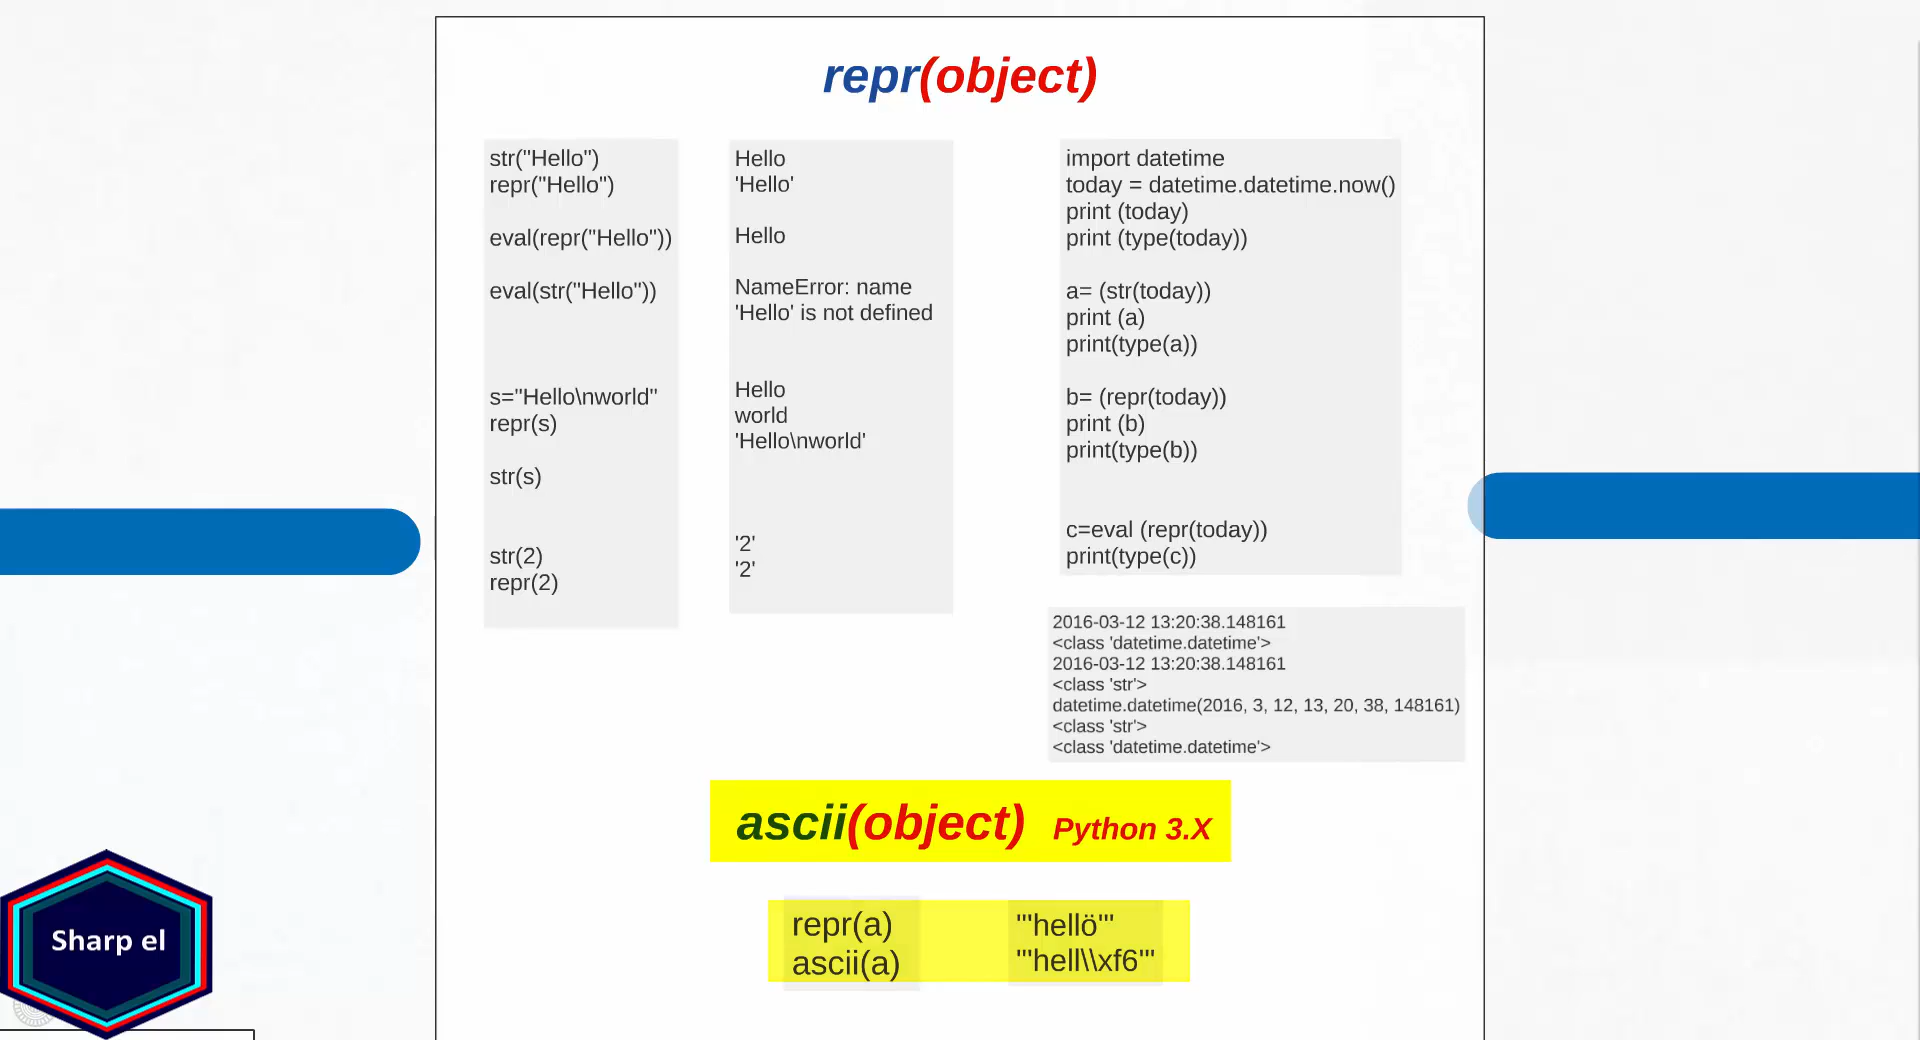 repr(object)
str("Hello")
repr("Hello")
eval(repr("Hello"))
eval(str("Hello"))
s="Hello\nworld"
repr(s)
str(s)
str(2)
repr(2)
Hello
'Hello'
Hello
NameError: name
'Hello' is not defined
Hello
world
'Hello\nworld'
'2'
'2'
import datetime
today = datetime.datetime.now()
print (today)
print (type(today))
a= (str(today))
print (a)
print(type(a))
b= (repr(today))
print (b)
print(type(b))
c=eval (repr(today))
print(type(c))
2016-03-12 13:20:38.148161
<class 'datetime.datetime'>
2016-03-12 13:20:38.148161
<class 'str'>
datetime.datetime(2016, 3, 12, 13, 20, 38, 148161)
<class 'str'>
<class 'datetime.datetime'>
ascii(object) Python 3.X
repr(a)
ascii(a)
"'hellö'"
"'hell\\xf6'"
Sharp el